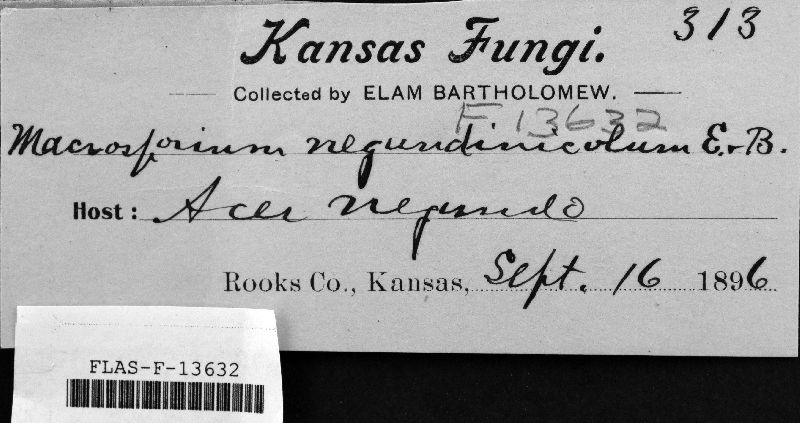 313
Kansas Fungi.
Collected by ELAM BARTHOLOMEW.
F 13632
Macrosporium negundinicolum E. & B.
Host: Acer negundo
Rooks Co., Kansas, Sept. 16 1896
FLAS-F-13632